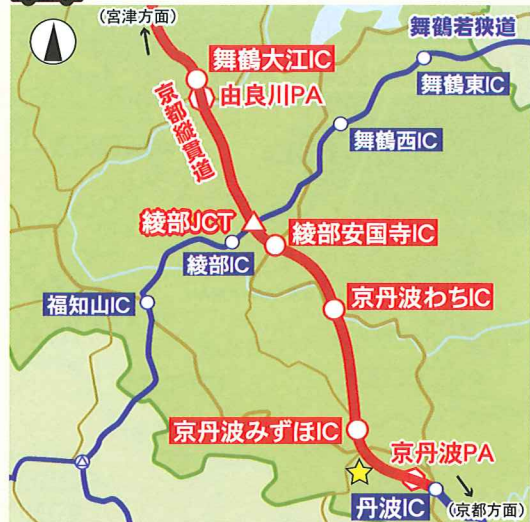 (宮津方面)
舞鶴若狭道
舞鶴大江IC
舞鶴東IC
由良川PA
京都縦貫道
舞鶴西IC
綾部JCT
綾部安国寺IC
綾部IC
福知山IC
京丹波わちIC
京丹波みずほIC
京丹波PA
丹波IC
(京都方面)